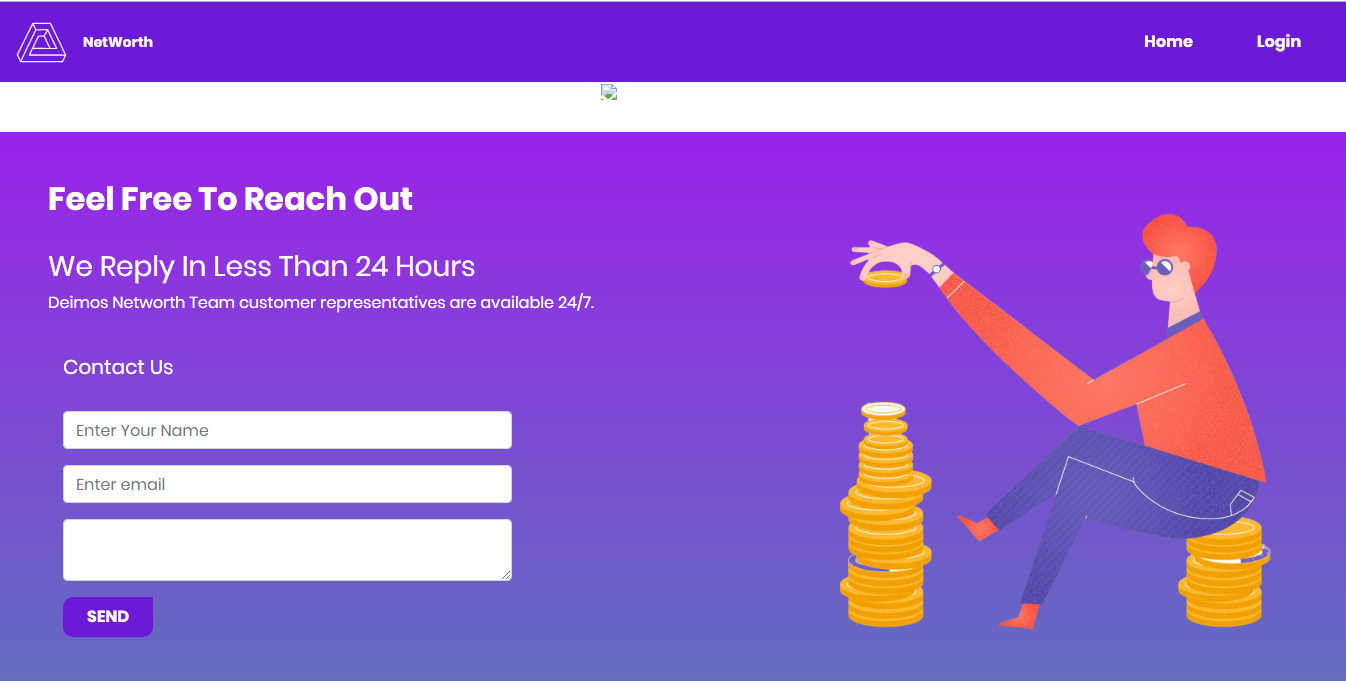 NetWorth
Home
Login
Feel Free To Reach Out
We Reply In Less Than 24 Hours
Deimos Networth Team customer representatives are available 24/7.
Contact Us
Enter Your Name
Enter email
SEND